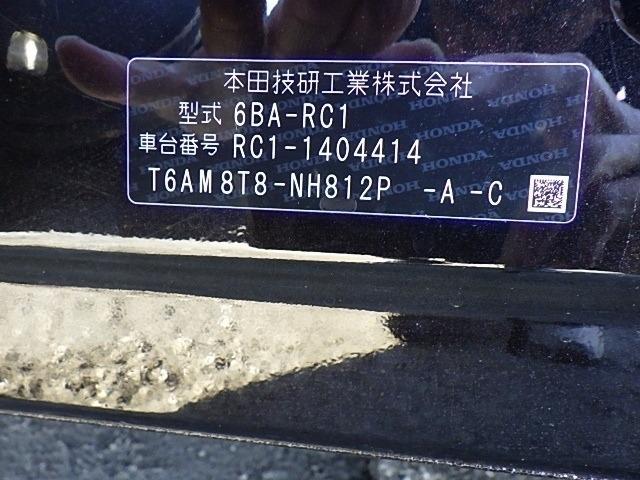 本田技研工業株式会社
型式 6BA-RC1
車台番号 RC1-1404414
T6AM8T8-NH812P -A-C